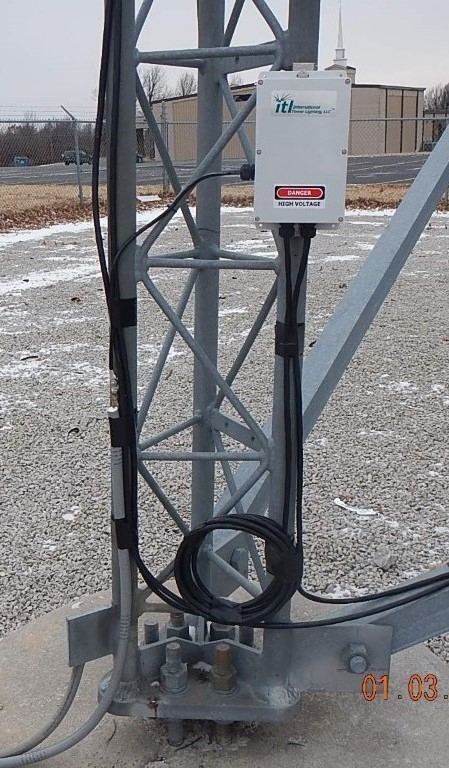 itl International
Tower Lighting, LLC
DANGER
HIGH VOLTAGE
01.03.